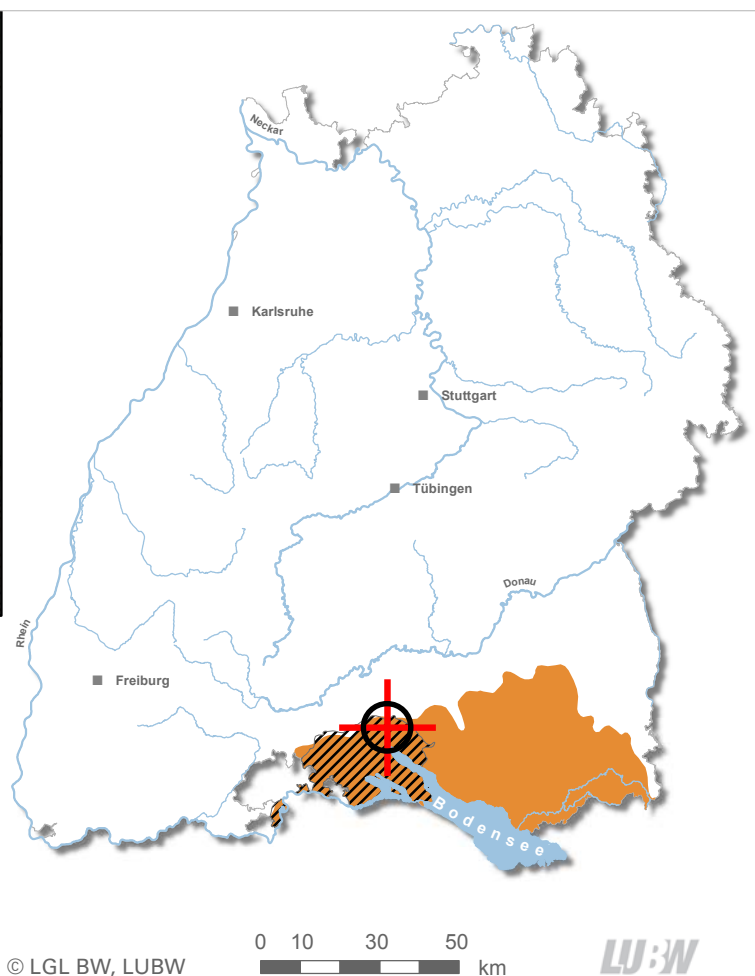 Neckar
Karlsruhe
Stuttgart
Tübingen
Donau
Rhein
Freiburg
Bodensee
0 10 30 50
km
© LGL BW, LUBW
LUBW